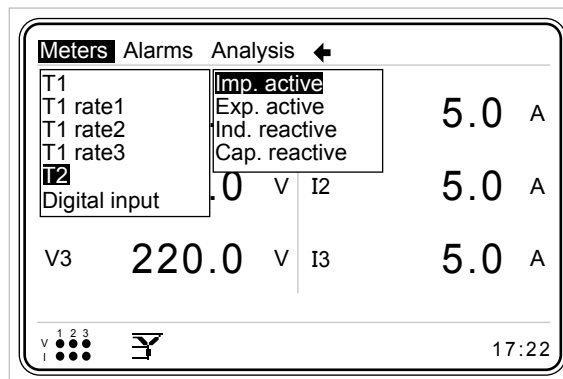 Meters Alarms Analysis
T1
T1 rate1
T1 rate2
T1 rate3
T2
Digital input
Imp. active
Exp. active
Ind. reactive
Cap. reactive
5.0 A
.0 V I2 5.0 A
V3 220.0 V I3 5.0 A
1 2 3
V
I
17:22